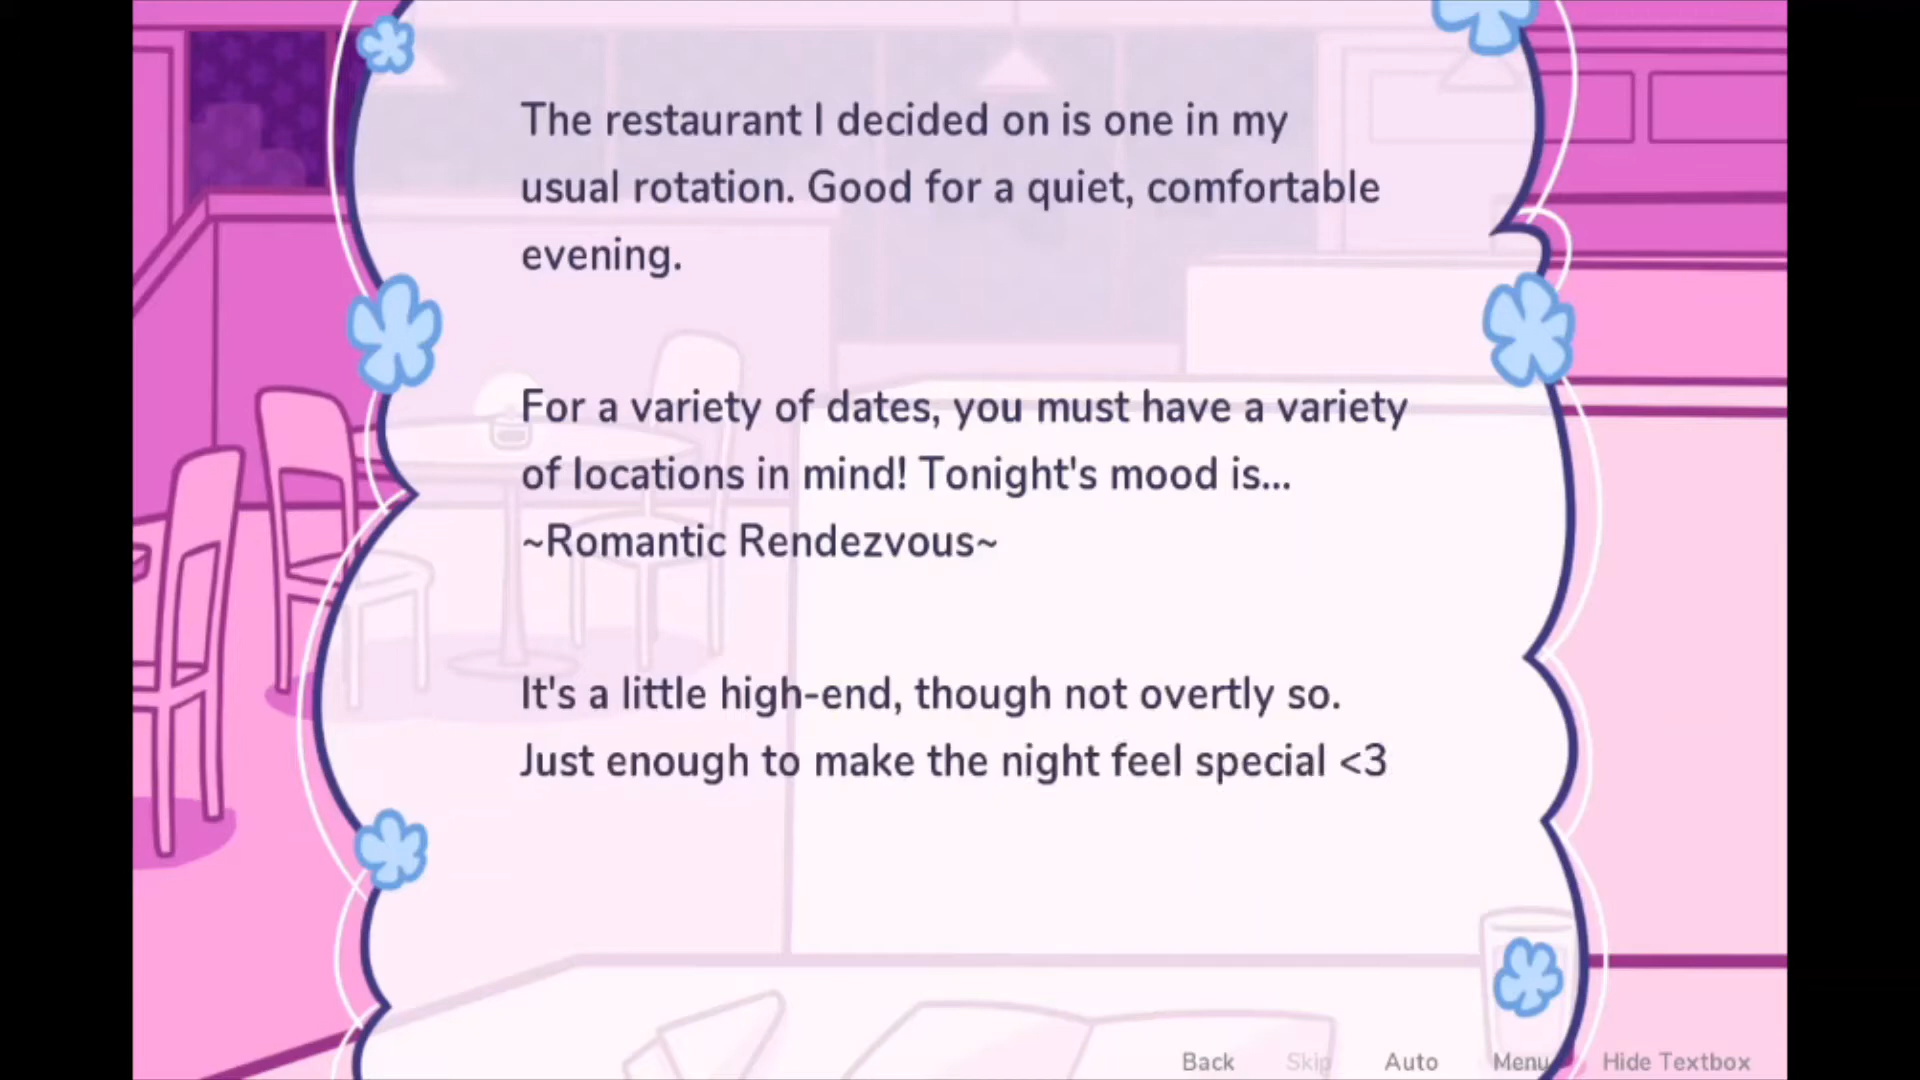 The restaurant I decided on is one in my
usual rotation. Good for a quiet, comfortable
evening.
For a variety of dates, you must have a variety
of locations in mind! Tonight's mood is...
~Romantic Rendezvous~
It's a little high-end, though not overtly so.
Just enough to make the night feel special <3
Back Skip Auto Menu Hide Textbox